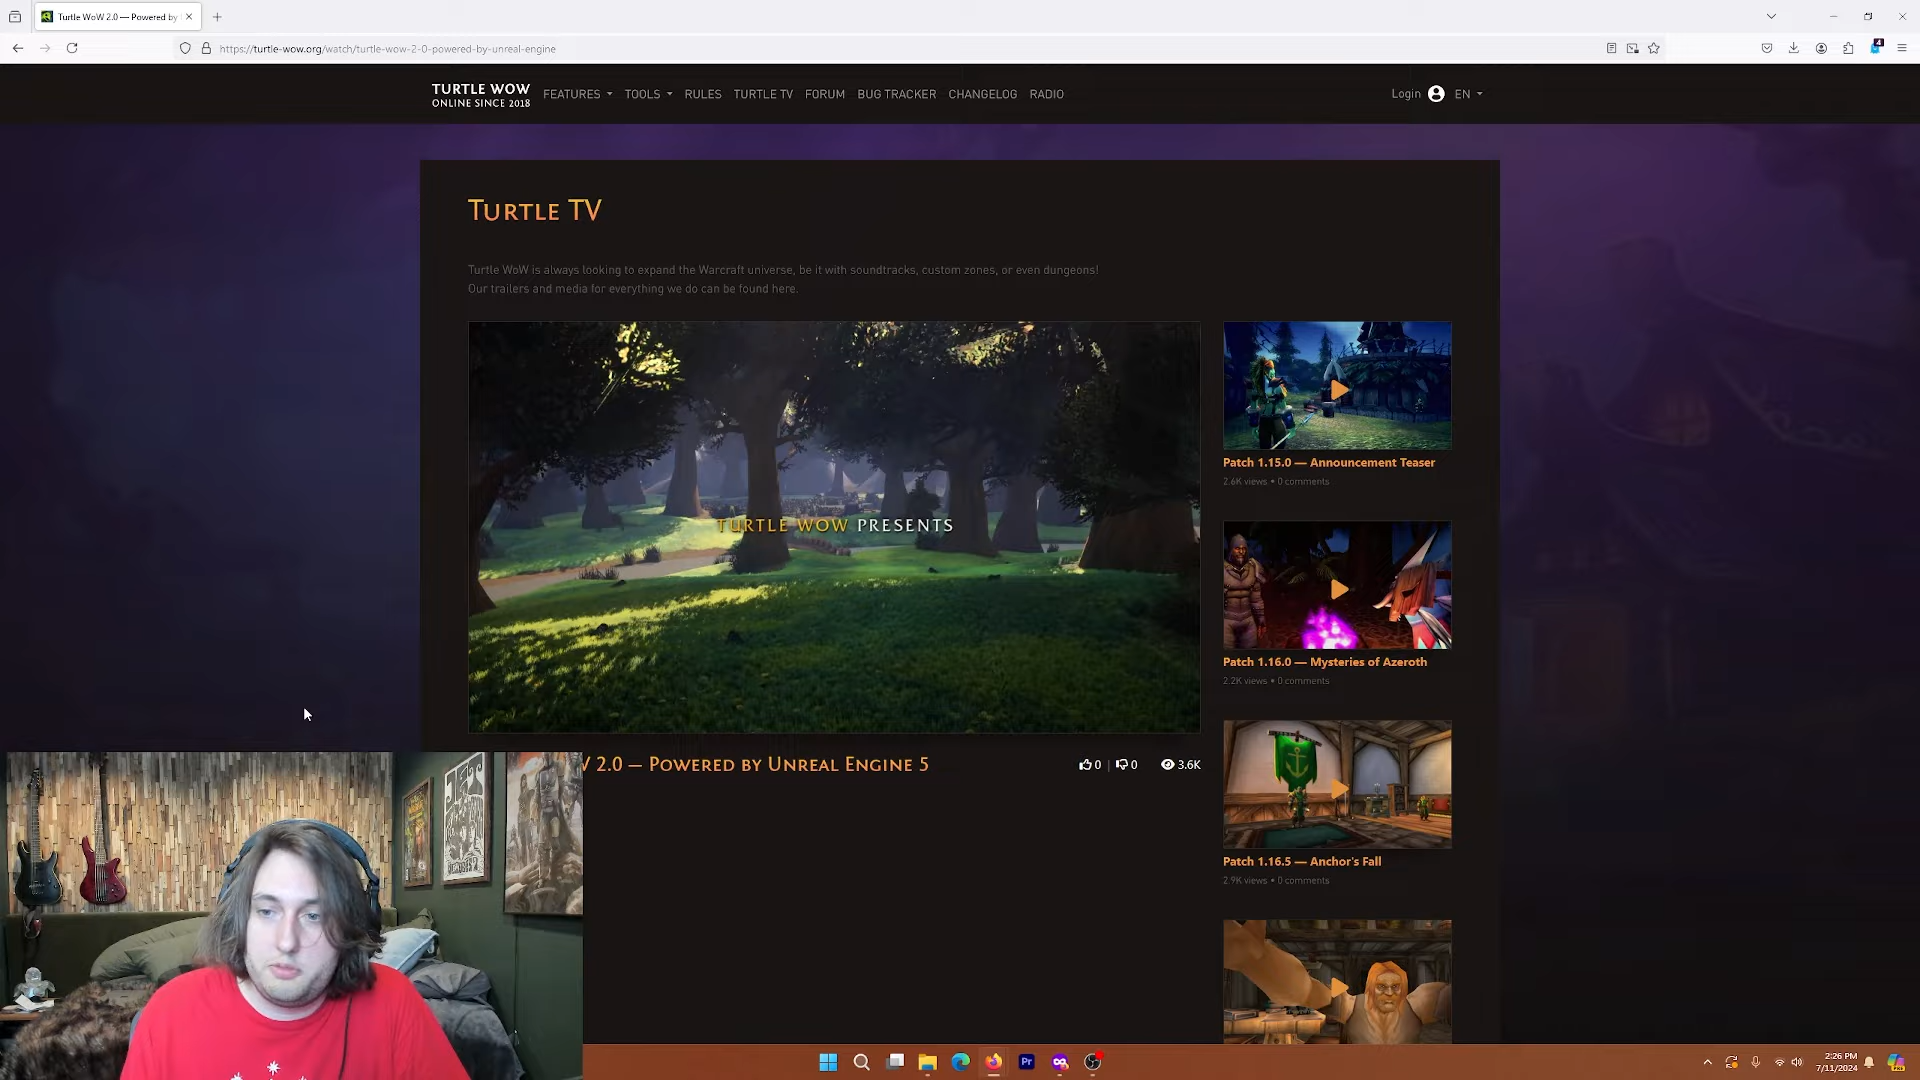 Turtle WoW 2.0 — Powered by
https://turtle-wow.org/watch/turtle-wow-2-0-powered-by-unreal-engine
4
TURTLE WOW
ONLINE SINCE 2018
FEATURES TOOLS RULES TURTLE TV FORUM BUG TRACKER CHANGELOG RADIO
Login EN
TURTLE TV
Turtle WoW is always looking to expand the Warcraft universe, be it with soundtracks, custom zones, or even dungeons!
Our trailers and media for everything we do can be found here.
TURTLE WOW PRESENTS
2.0 — POWERED BY UNREAL ENGINE 5
0 | 0 3.6K
Patch 1.15.0 — Announcement Teaser
2.6K views • 0 comments
Patch 1.16.0 — Mysteries of Azeroth
2.2K views • 0 comments
Patch 1.16.5 — Anchor's Fall
2.9K views • 0 comments
Pr
2:26 PM
7/11/2024